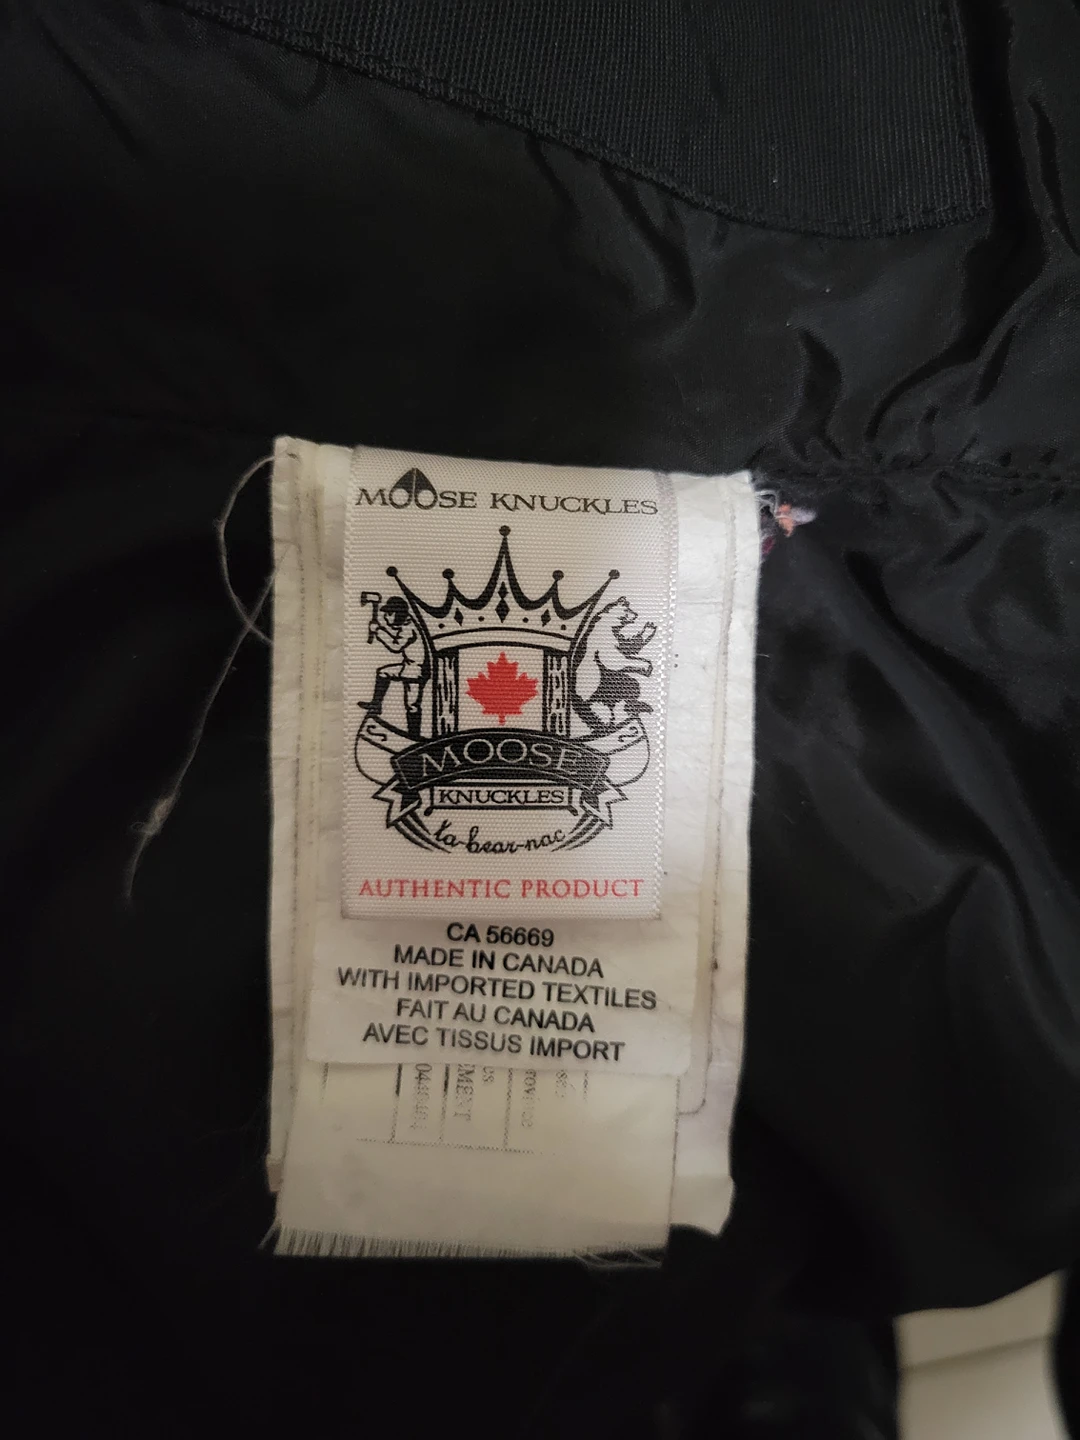 MOOSE KNUCKLES
MOOSE
KNUCKLES
ta-bear-nac
AUTHENTIC PRODUCT
CA 56669
MADE IN CANADA
WITH IMPORTED TEXTILES
FAIT AU CANADA
AVEC TISSUS IMPORT